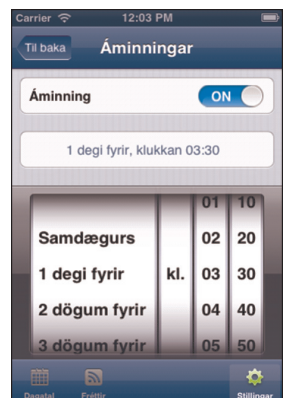 Carrier 12:03 PM
Til baka Áminningar
Áminning ON
1 degi fyrir, klukkan 03:30
01 10
Samdægurs 02 20
1 degi fyrir kl. 03 30
2 dögum fyrir 04 40
3 dögum fyrir 05 50
Dagatal Fréttir Stillingar